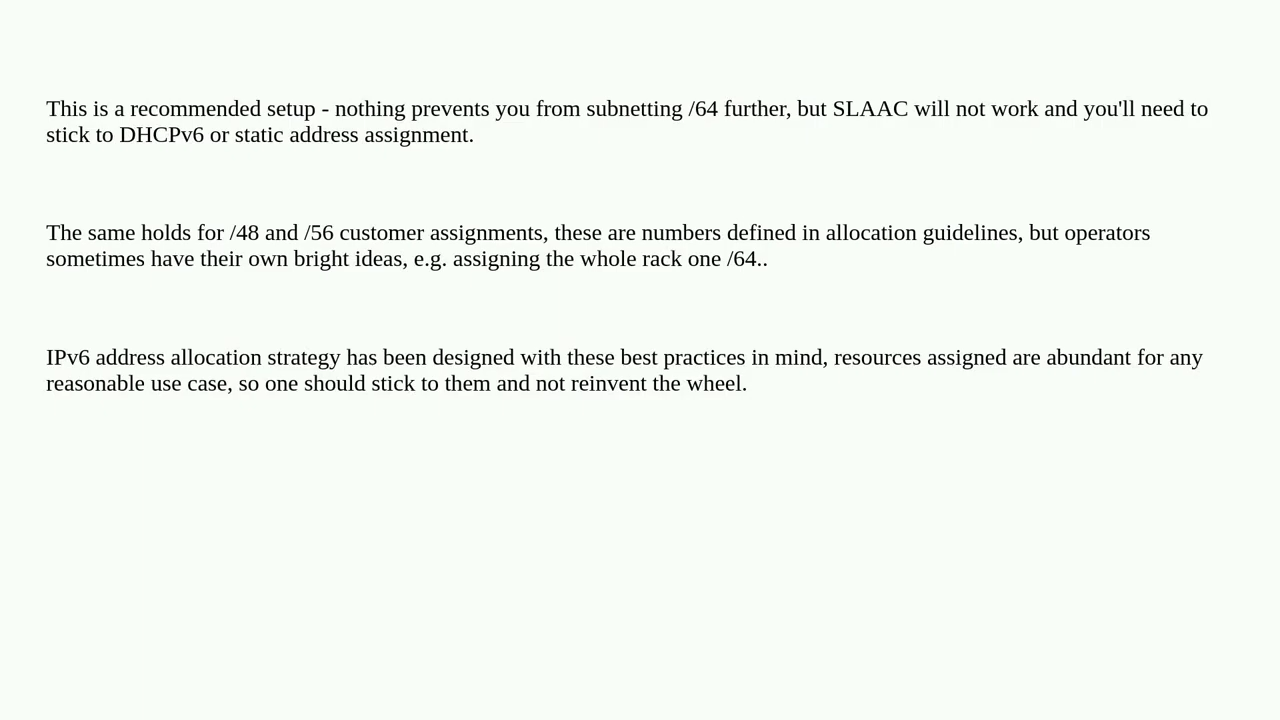 This is a recommended setup - nothing prevents you from subnetting /64 further, but SLAAC will not work and you'll need to
stick to DHCPv6 or static address assignment.
The same holds for /48 and /56 customer assignments, these are numbers defined in allocation guidelines, but operators
sometimes have their own bright ideas, e.g. assigning the whole rack one /64..
IPv6 address allocation strategy has been designed with these best practices in mind, resources assigned are abundant for any
reasonable use case, so one should stick to them and not reinvent the wheel.